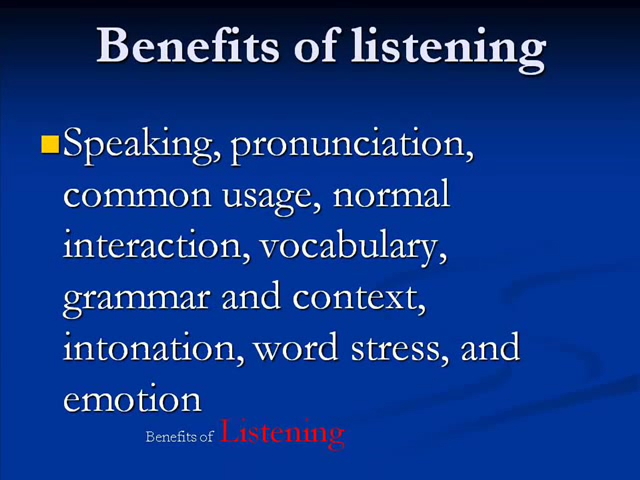 Benefits of listening
Speaking, pronunciation,
common usage, normal
interaction, vocabulary,
grammar and context,
intonation, word stress, and
emotion
Benefits of Listening